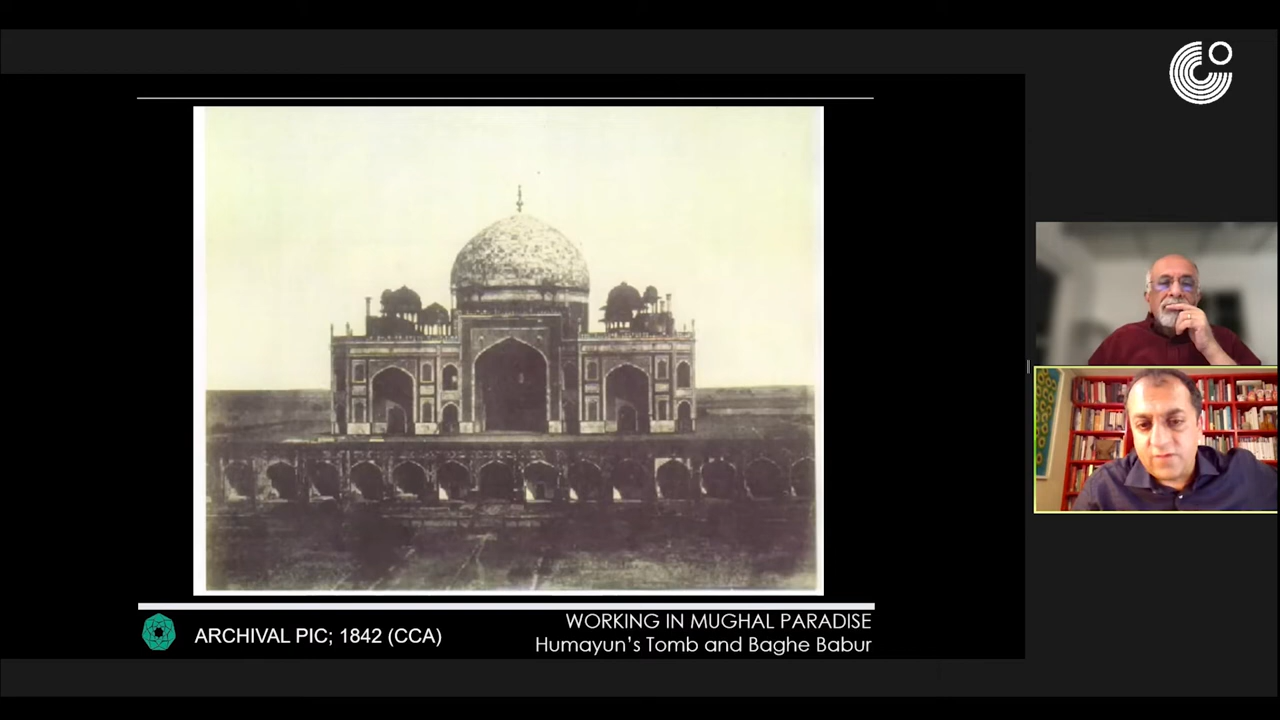 ARCHIVAL PIC; 1842 (CCA)
WORKING IN MUGHAL PARADISE
Humayun's Tomb and Baghe Babur